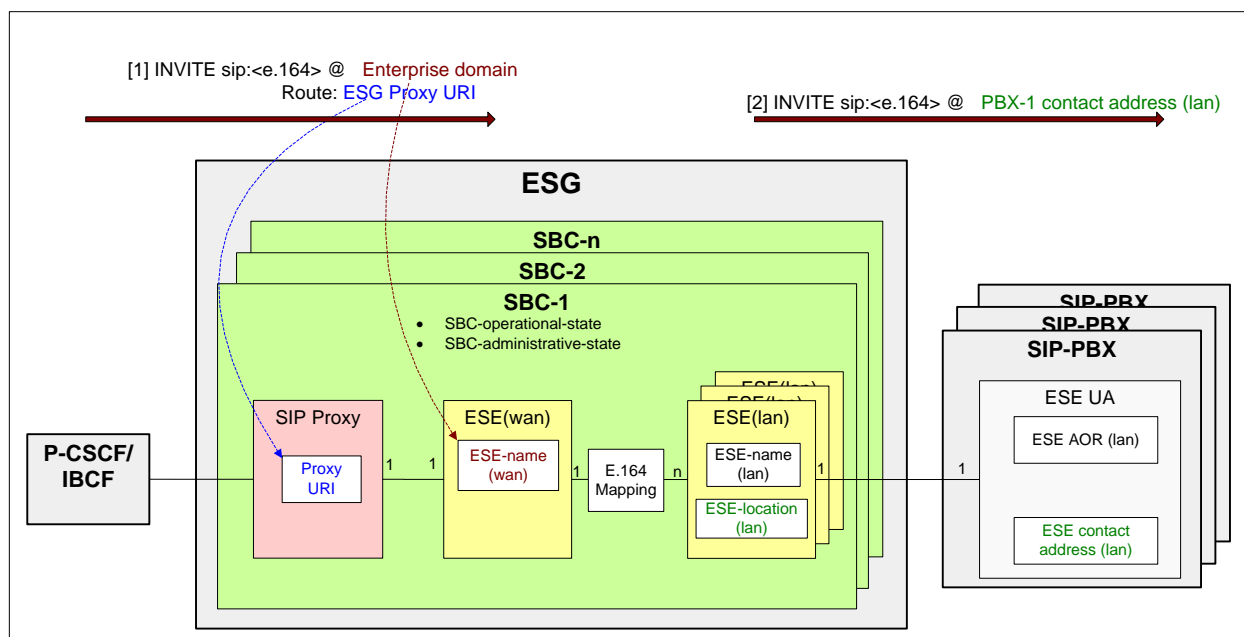 [1] INVITE sip:<e.164> @ Enterprise domain
Route: ESG Proxy URI
[2] INVITE sip:<e.164> @ PBX-1 contact address (lan)
ESG
SBC-n
SBC-2
SBC-1
• SBC-operational-state
• SBC-administrative-state
P-CSCF/
IBCF
SIP Proxy
Proxy
URI
1
1
ESE(wan)
ESE-name
(wan)
1
E.164
Mapping
n
ESE(lan)
ESE(lan)
ESE(lan)
ESE-name
(lan)
ESE-location
(lan)
1
1
SIP-PBX
SIP-PBX
SIP-PBX
ESE UA
ESE AOR (lan)
ESE contact
address (lan)